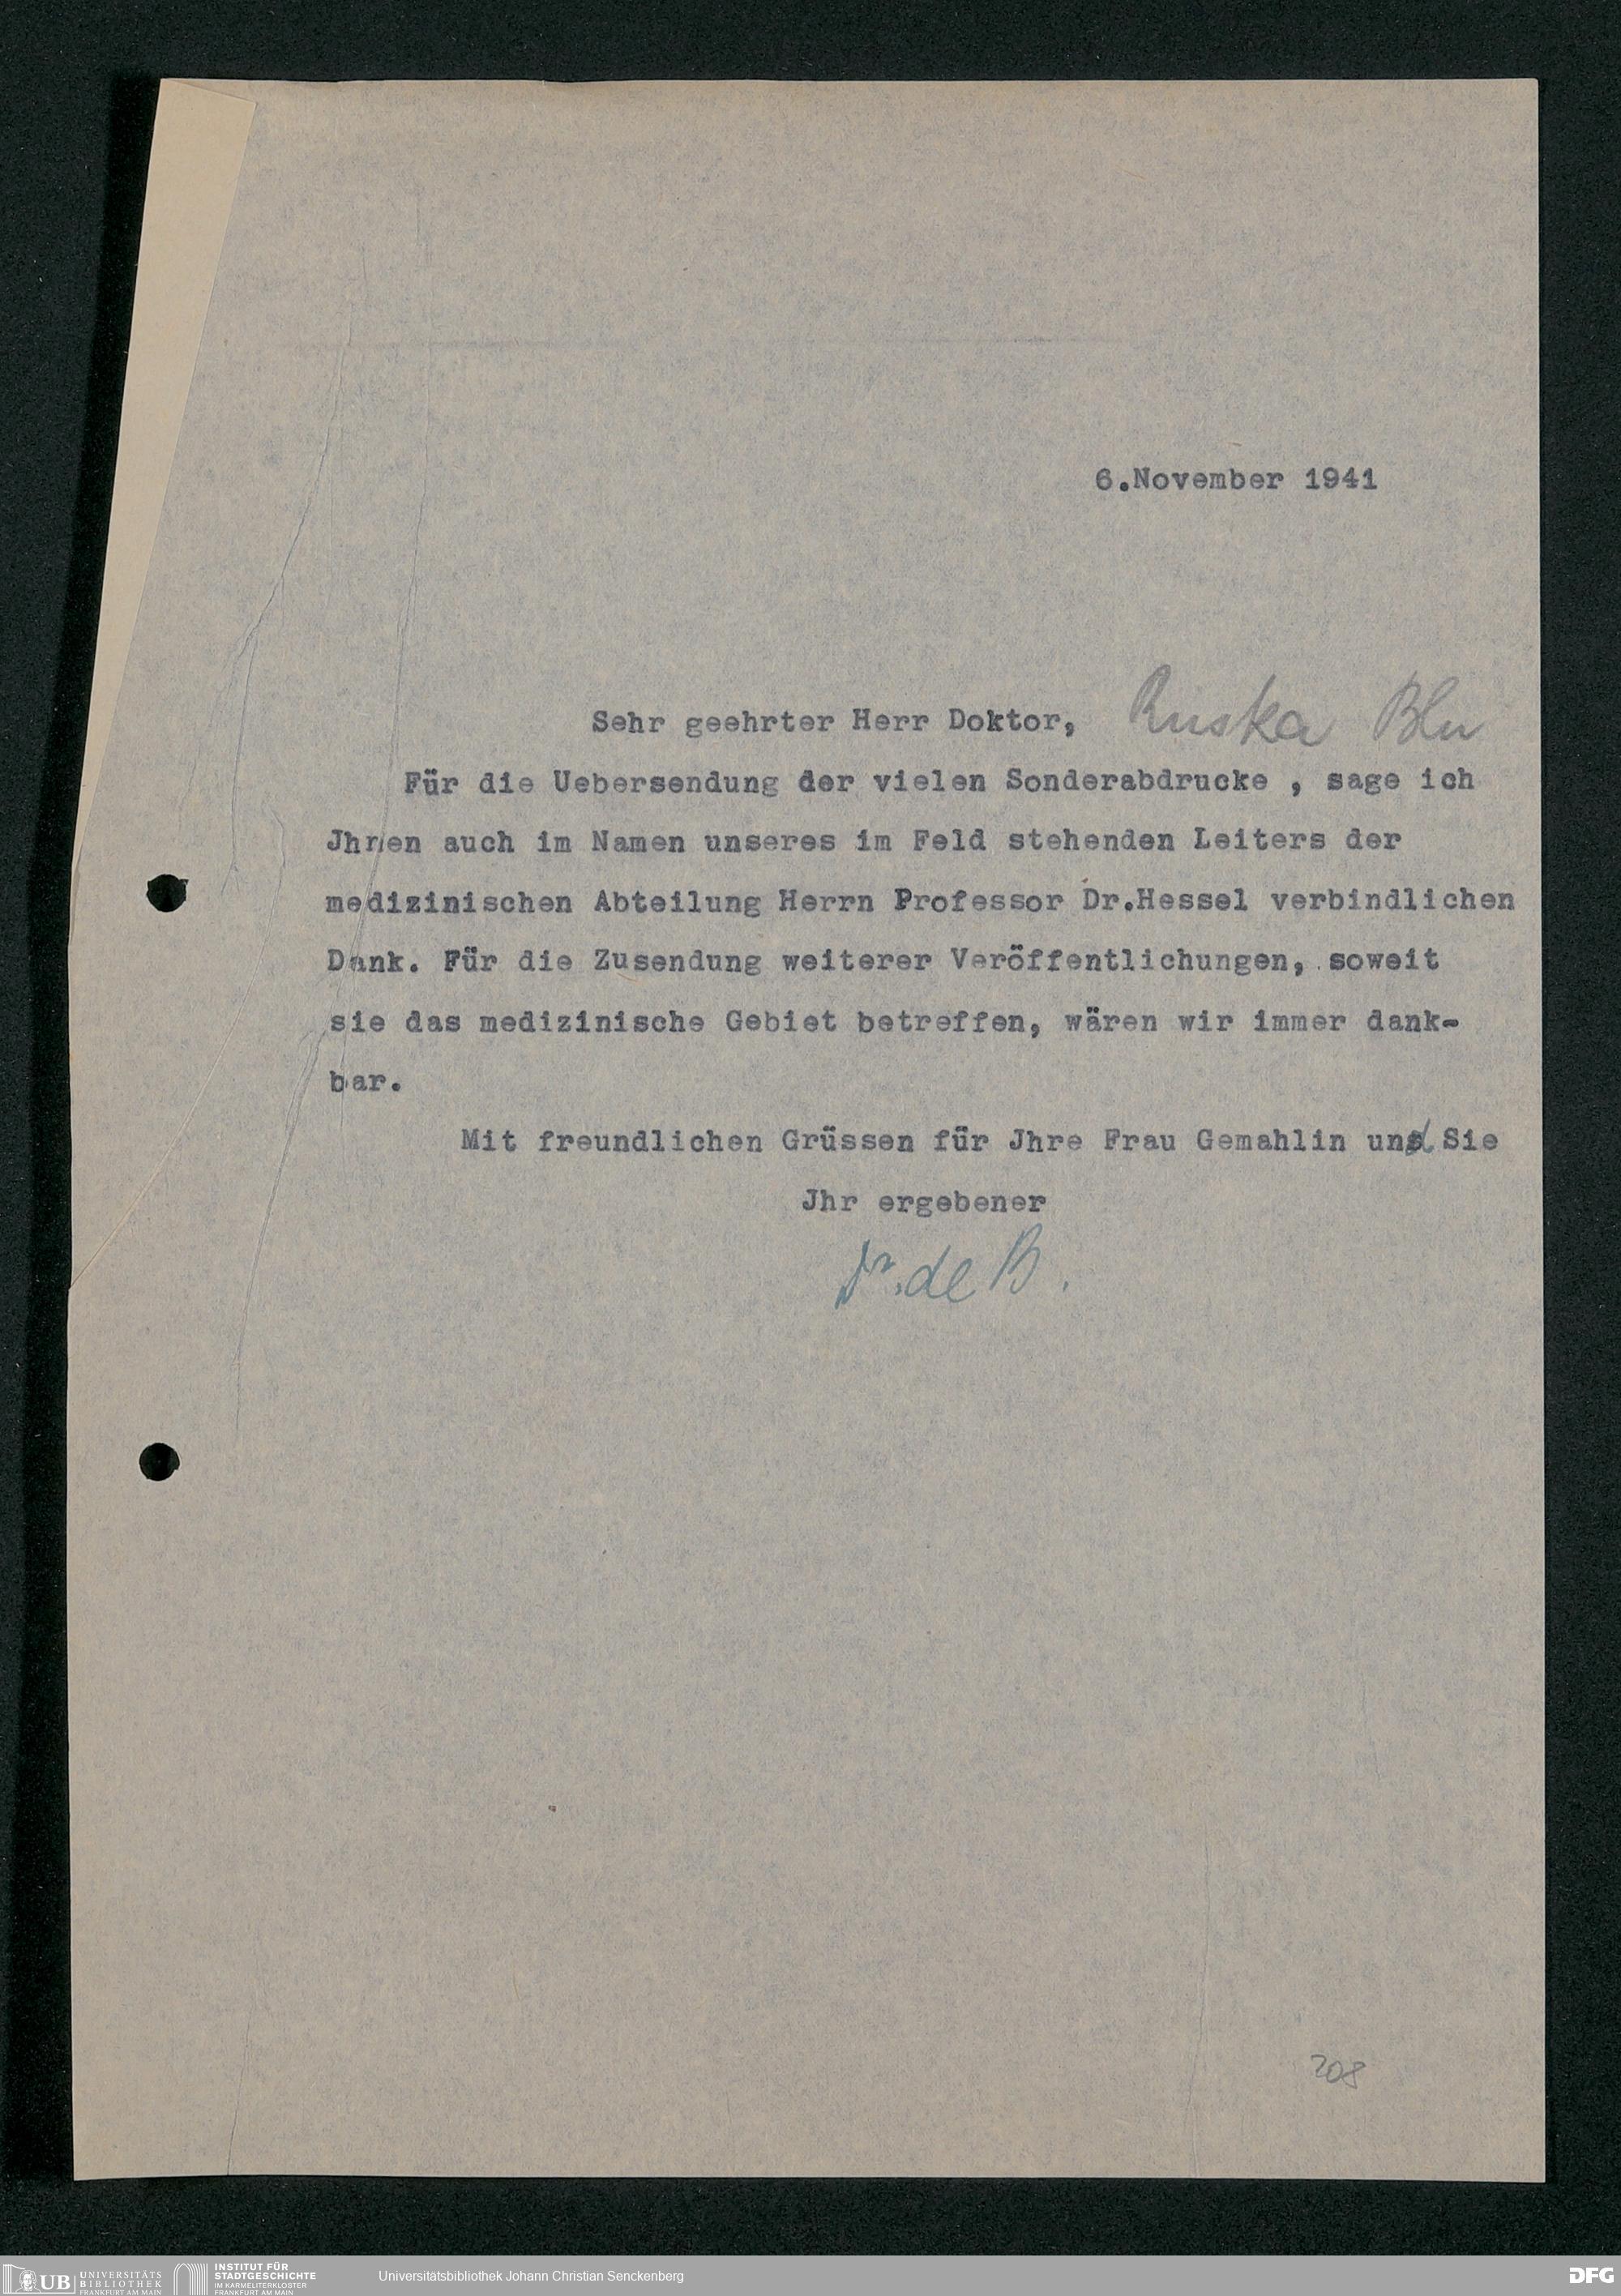 6.November 1941
Sehr geehrter Herr Doktor, Ruska Bln
Für die Uebersendung der vielen Sonderabdrucke , sage ich
Jhnen auch im Namen unseres im Feld stehenden Leiters der
medizinischen Abteilung Herrn Professor Dr.Hessel verbindlichen
Dank. Für die Zusendung weiterer Veröffentlichungen, soweit
sie das medizinische Gebiet betreffen, wären wir immer dank-
bar.
Mit freundlichen Grüssen für Jhre Frau Gemahlin und Sie
Jhr ergebener
Dr. de B.
208
UB UNIVERSITÄTS BIBLIOTHEK FRANKFURT AM MAIN
INSTITUT FÜR STADTGESCHICHTE IM KARMELITERKLOSTER FRANKFURT AM MAIN
Universitätsbibliothek Johann Christian Senckenberg
DFG